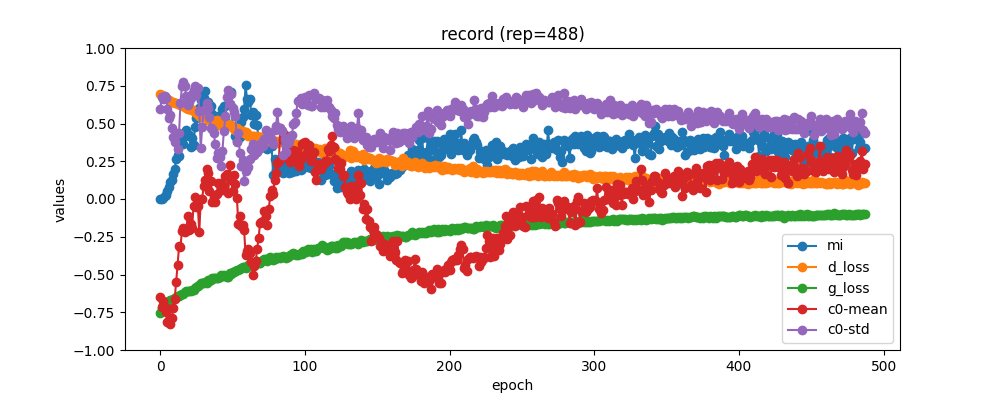 record (rep=488)
1.00
0.75
0.50
0.25
0.00
−0.25
−0.50
−0.75
−1.00
values
0 100 200 300 400 500
epoch
mi
d_loss
g_loss
c0-mean
c0-std